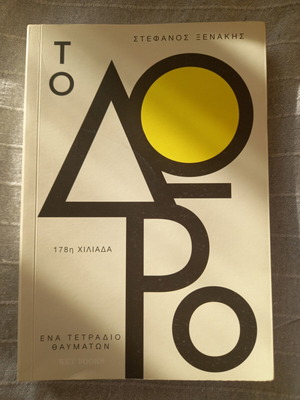 ΣΤΕΦΑΝΟΣ ΞΕΝΑΚΗΣ
ΤΟ
ΔΩΡΟ
178η ΧΙΛΙΑΔΑ
ΕΝΑ ΤΕΤΡΑΔΙΟ
ΘΑΥΜΑΤΩΝ